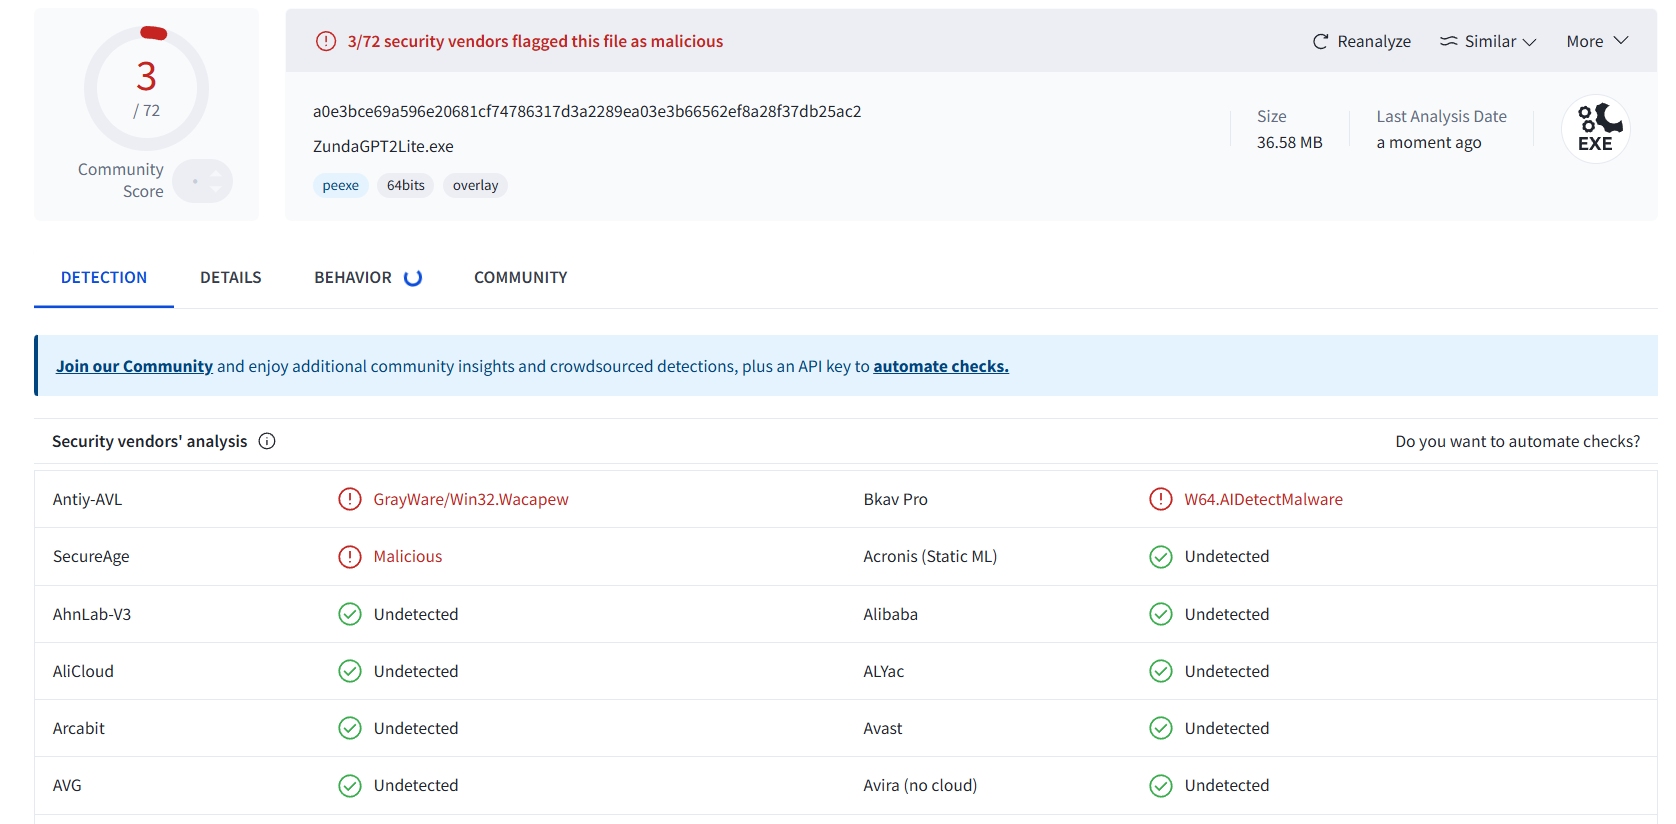 3
/ 72
Community Score
3/72 security vendors flagged this file as malicious
Reanalyze
Similar
More
a0e3bce69a596e20681cf74786317d3a2289ea03e3b66562ef8a28f37db25ac2
ZundaGPT2Lite.exe
peexe 64bits overlay
Size
36.58 MB
Last Analysis Date
a moment ago
EXE
DETECTION DETAILS BEHAVIOR COMMUNITY
Join our Community and enjoy additional community insights and crowdsourced detections, plus an API key to automate checks.
Security vendors' analysis
Do you want to automate checks?
Antiy-AVL GrayWare/Win32.Wacapew Bkav Pro W64.AIDetectMalware
SecureAge Malicious Acronis (Static ML) Undetected
AhnLab-V3 Undetected Alibaba Undetected
AliCloud Undetected ALYac Undetected
Arcabit Undetected Avast Undetected
AVG Undetected Avira (no cloud) Undetected